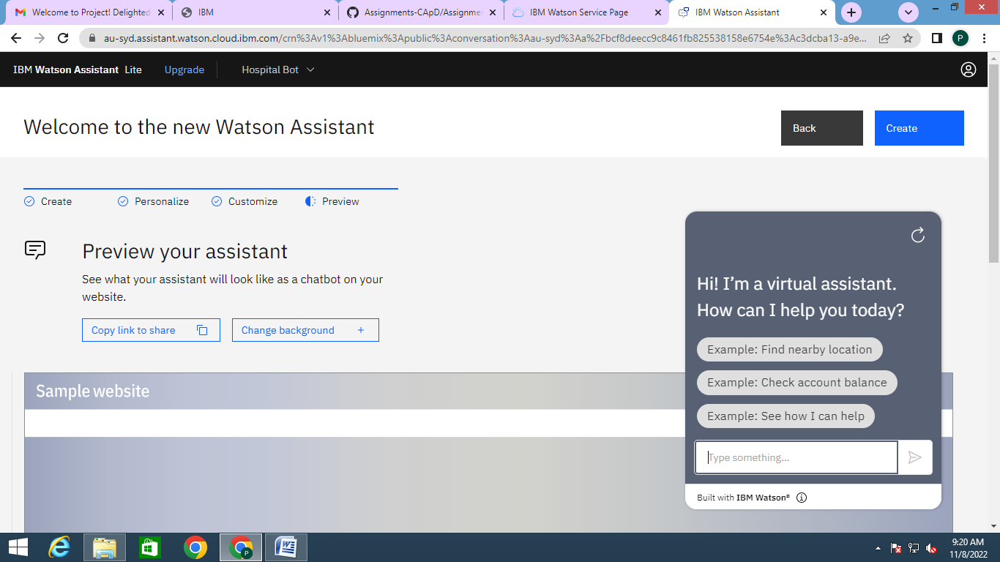 Welcome to Project! Delighted
IBM
Assignments-CApD/Assignme
IBM Watson Service Page
IBM Watson Assistant
au-syd.assistant.watson.cloud.ibm.com/crn%3Av1%3Abluemix%3Apublic%3Aconversation%3Aau-syd%3Aa%2Fbcf8deecc9c8461fb825538158e6754e%3Ac3dcba13-a9e...
P
IBM Watson Assistant Lite
Upgrade
Hospital Bot
Welcome to the new Watson Assistant
Back
Create
Create
Personalize
Customize
Preview
Preview your assistant
See what your assistant will look like as a chatbot on your
website.
Copy link to share
Change background +
Sample website
Hi! I’m a virtual assistant.
How can I help you today?
Example: Find nearby location
Example: Check account balance
Example: See how I can help
Type something...
Built with IBM Watson®
P
9:20 AM
11/8/2022